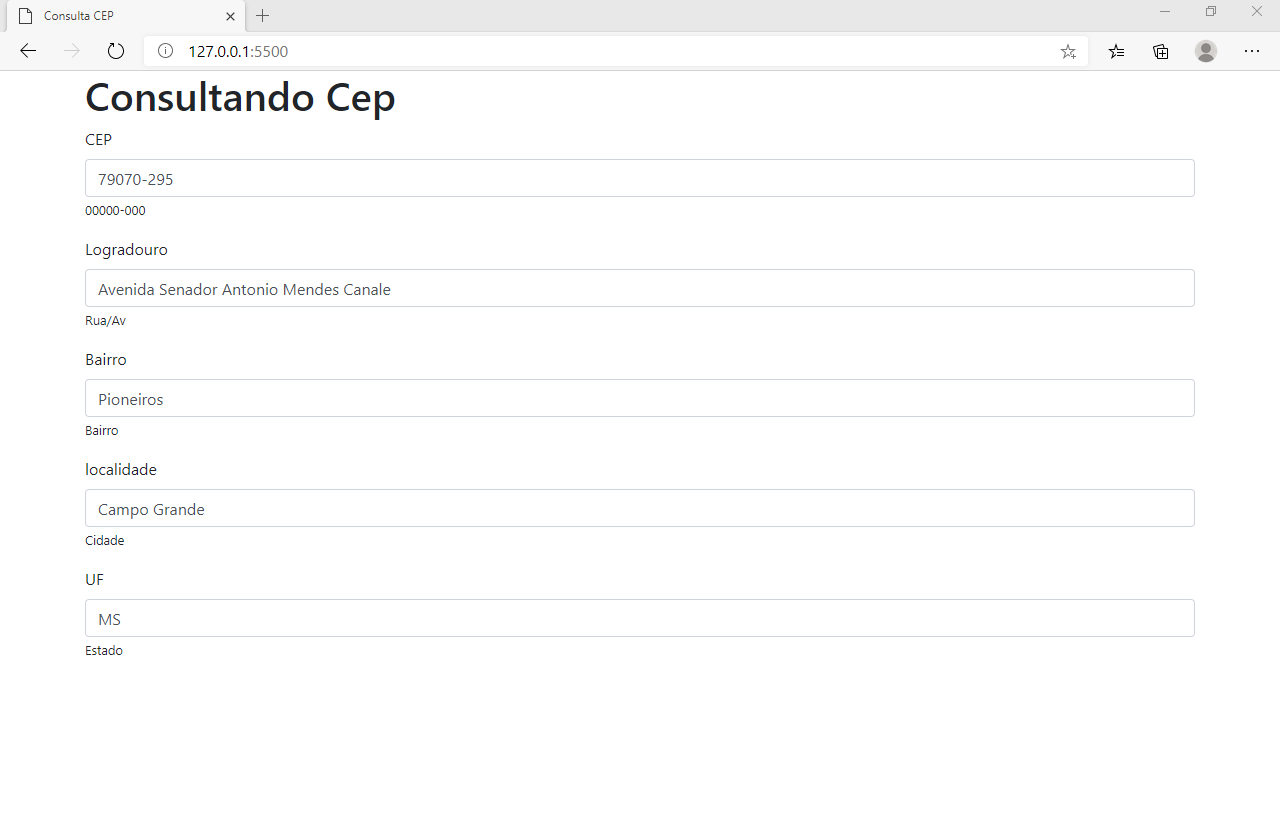 Consulta CEP
127.0.0.1:5500
Consultando Cep
CEP
79070-295
00000-000
Logradouro
Avenida Senador Antonio Mendes Canale
Rua/Av
Bairro
Pioneiros
Bairro
localidade
Campo Grande
Cidade
UF
MS
Estado